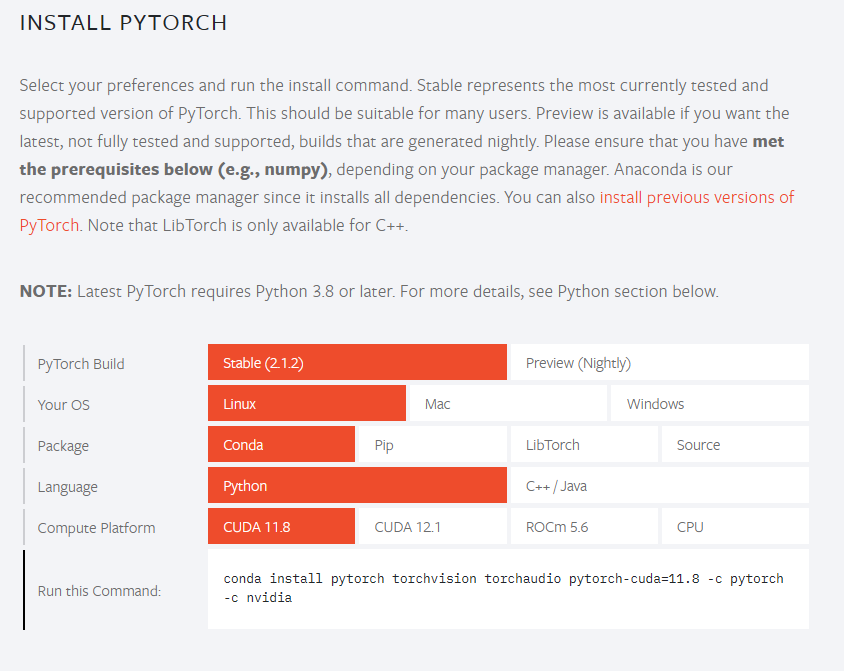 INSTALL PYTORCH
Select your preferences and run the install command. Stable represents the most currently tested and
supported version of PyTorch. This should be suitable for many users. Preview is available if you want the
latest, not fully tested and supported, builds that are generated nightly. Please ensure that you have met
the prerequisites below (e.g., numpy), depending on your package manager. Anaconda is our
recommended package manager since it installs all dependencies. You can also install previous versions of
PyTorch. Note that LibTorch is only available for C++.
NOTE: Latest PyTorch requires Python 3.8 or later. For more details, see Python section below.
PyTorch Build Stable (2.1.2) Preview (Nightly)
Your OS Linux Mac Windows
Package Conda Pip LibTorch Source
Language Python C++ / Java
Compute Platform CUDA 11.8 CUDA 12.1 ROCm 5.6 CPU
Run this Command: conda install pytorch torchvision torchaudio pytorch-cuda=11.8 -c pytorch
-c nvidia